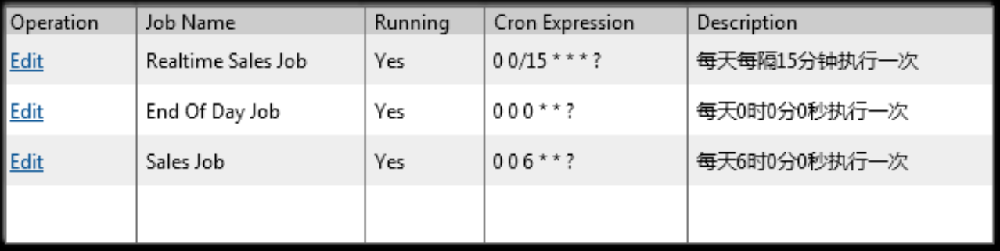 Operation Job Name Running Cron Expression Description
Edit Realtime Sales Job Yes 0 0/15 * * * ? 每天每隔15分钟执行一次
Edit End Of Day Job Yes 0 0 0 * * ? 每天0时0分0秒执行一次
Edit Sales Job Yes 0 0 6 * * ? 每天6时0分0秒执行一次